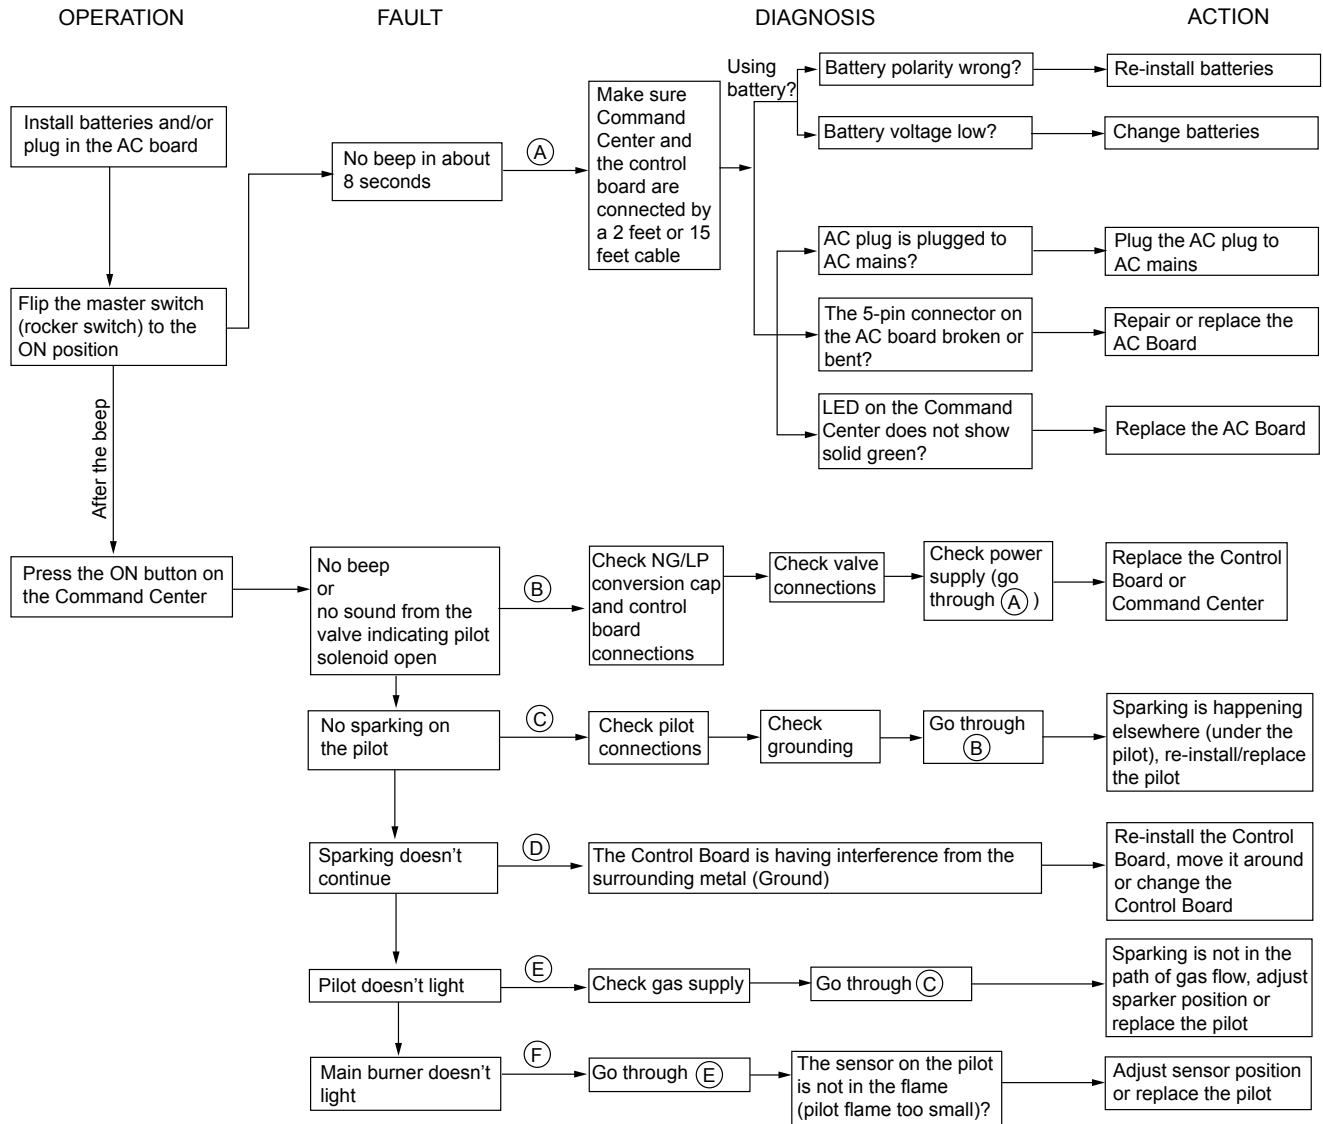 OPERATION
FAULT
DIAGNOSIS
ACTION
Install batteries and/or
plug in the AC board
Flip the master switch
(rocker switch) to the
ON position
After the beep
Press the ON button on
the Command Center
No beep in about
8 seconds
A
Make sure
Command
Center and
the control
board are
connected by
a 2 feet or 15
feet cable
Using
battery?
Battery polarity wrong?
Re-install batteries
Battery voltage low?
Change batteries
AC plug is plugged to
AC mains?
Plug the AC plug to
AC mains
The 5-pin connector on
the AC board broken or
bent?
Repair or replace the
AC Board
LED on the Command
Center does not show
solid green?
Replace the AC Board
No beep
or
no sound from the
valve indicating pilot
solenoid open
B
Check NG/LP
conversion cap
and control
board
connections
Check valve
connections
Check power
supply (go
through A )
Replace the Control
Board or
Command Center
No sparking on
the pilot
C
Check pilot
connections
Check
grounding
Go through
B
Sparking is happening
elsewhere (under the
pilot), re-install/replace
the pilot
Sparking doesn't
continue
D
The Control Board is having interference from the
surrounding metal (Ground)
Re-install the Control
Board, move it around
or change the
Control Board
Pilot doesn't light
E
Check gas supply
Go through C
Sparking is not in the
path of gas flow, adjust
sparker position or
replace the pilot
Main burner doesn't
light
F
Go through E
The sensor on the pilot
is not in the flame
(pilot flame too small)?
Adjust sensor position
or replace the pilot